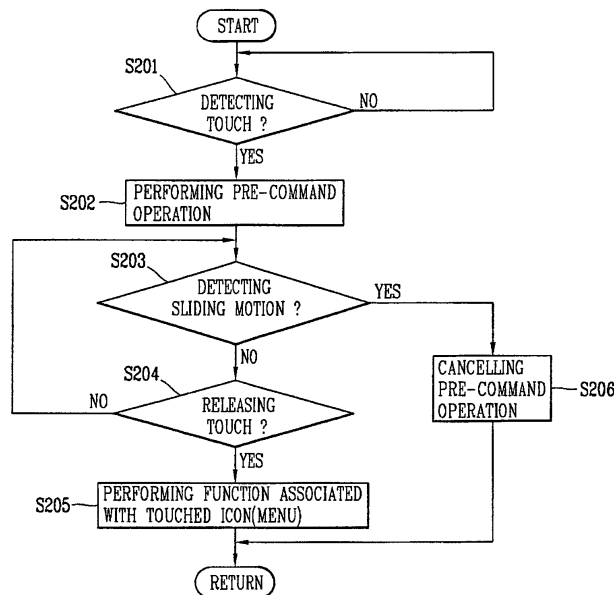 START
S201
DETECTING
TOUCH ?
NO
YES
S202
PERFORMING PRE-COMMAND
OPERATION
S203
DETECTING
SLIDING MOTION ?
YES
NO
S204
NO
RELEASING
TOUCH ?
CANCELLING
PRE-COMMAND
OPERATION
S206
YES
S205
PERFORMING FUNCTION ASSOCIATED
WITH TOUCHED ICON(MENU)
RETURN